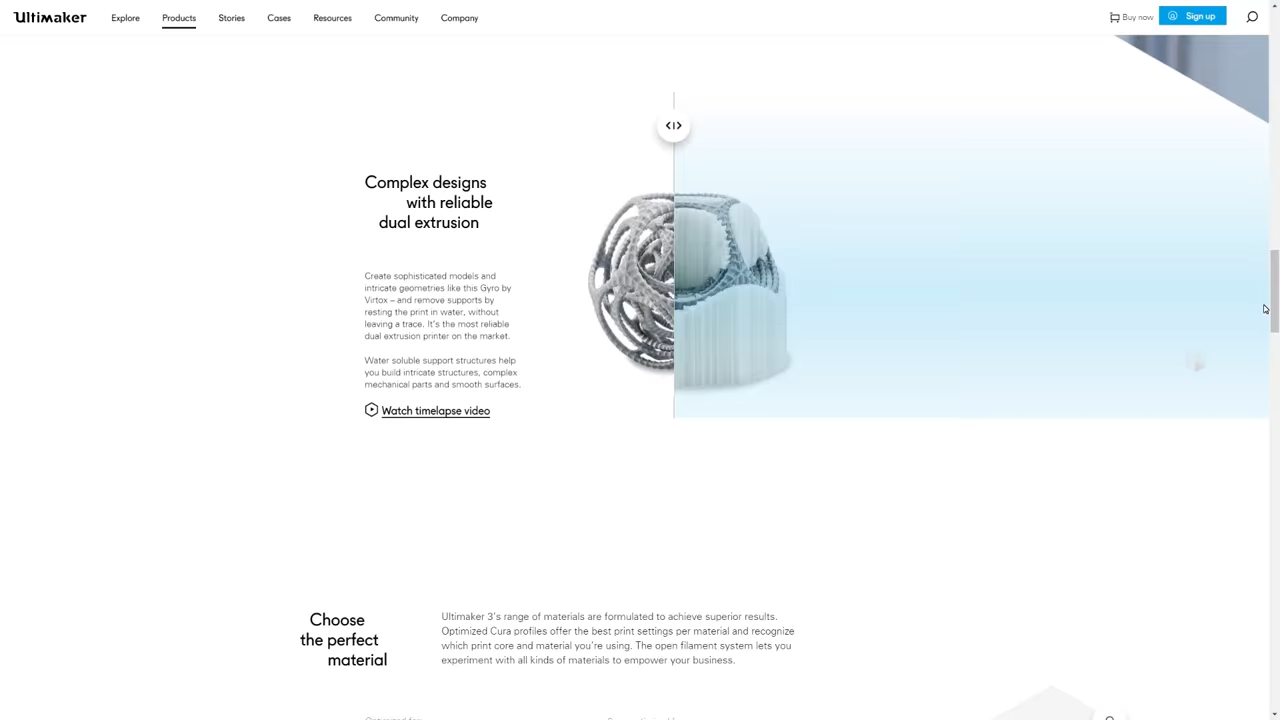 Ultimaker
Explore
Products
Stories
Cases
Resources
Community
Company
Buy now
Sign up
Complex designs
with reliable
dual extrusion
Create sophisticated models and
intricate geometries like this Gyro by
Virtox – and remove supports by
resting the print in water, without
leaving a trace. It's the most reliable
dual extrusion printer on the market.
Water soluble support structures help
you build intricate structures, complex
mechanical parts and smooth surfaces.
Watch timelapse video
Choose
the perfect
material
Ultimaker 3's range of materials are formulated to achieve superior results.
Optimized Cura profiles offer the best print settings per material and recognize
which print core and material you're using. The open filament system lets you
experiment with all kinds of materials to empower your business.